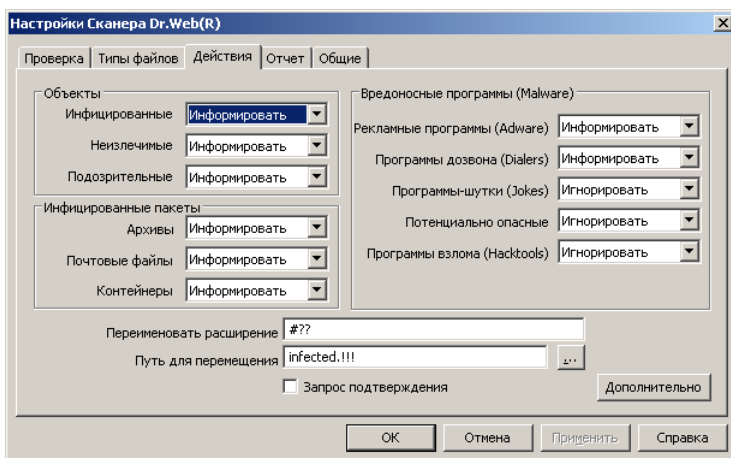 Настройки Сканера Dr.Web(R)
Проверка Типы файлов Действия Отчет Общие
Объекты
Инфицированные Информировать
Неизлечимые Информировать
Подозрительные Информировать
Инфицированные пакеты
Архивы Информировать
Почтовые файлы Информировать
Контейнеры Информировать
Вредоносные программы (Malware)
Рекламные программы (Adware) Информировать
Программы дозвона (Dialers) Информировать
Программы-шутки (Jokes) Игнорировать
Потенциально опасные Игнорировать
Программы взлома (Hacktools) Игнорировать
Переименовать расширение #??
Путь для перемещения infected.!!! ...
Запрос подтверждения
Дополнительно
ОК Отмена Применить Справка